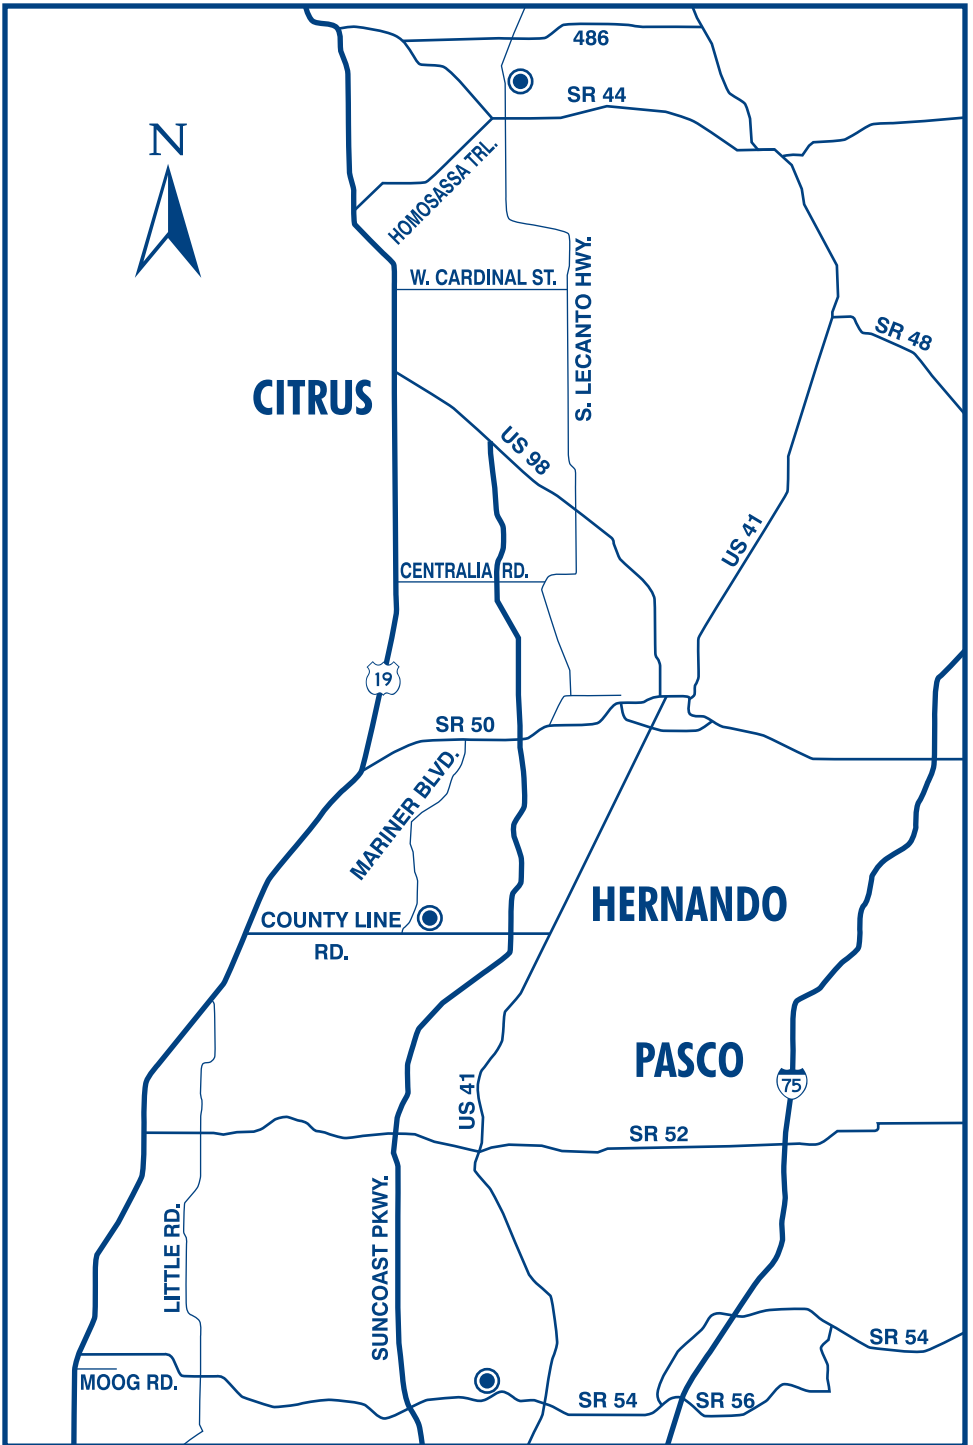 486
SR 44
N
HOMOSASSA TRL.
W. CARDINAL ST.
S. LECANTO HWY.
SR 48
CITRUS
US 98
US 41
CENTRALIA RD.
19
SR 50
MARINER BLVD.
HERNANDO
COUNTY LINE
RD.
PASCO
75
US 41
SR 52
LITTLE RD.
SUNCOAST PKWY.
SR 54
MOOG RD.
SR 54
SR 56